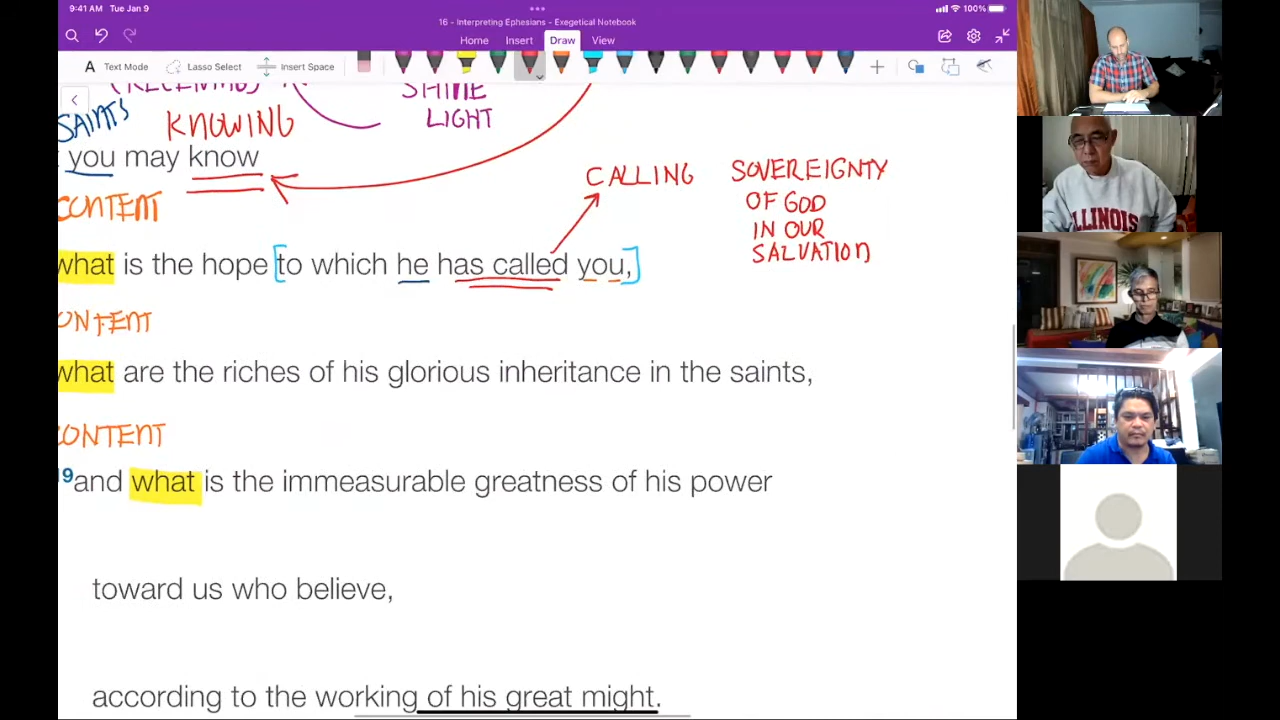 9:41 AM Tue Jan 9
100%
16 - Interpreting Ephesians - Exegetical Notebook
Home Insert Draw View
A Text Mode Lasso Select Insert Space
SHINE
LIGHT
SAINTS KNOWING
you may know
CALLING SOVEREIGNTY
OF GOD
IN OUR
SALVATION
CONTENT
what is the hope [to which he has called you,]
CONTENT
what are the riches of his glorious inheritance in the saints,
CONTENT
19 and what is the immeasurable greatness of his power
toward us who believe,
according to the working of his great might.
ILLINOIS